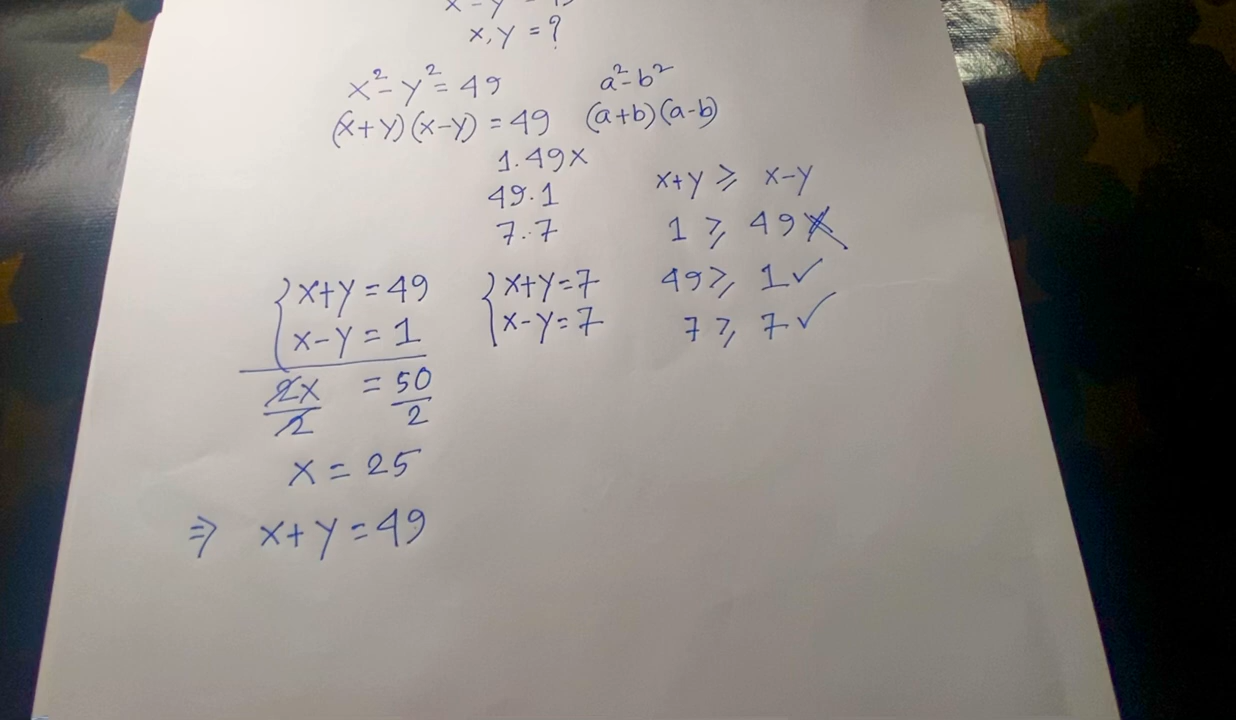 x, y = ?
x² - y² = 49 a² - b²
(x+y)(x-y) = 49 (a+b)(a-b)
1.49x
49.1
7.7
x+y ⩾ x-y
1 ⩾ 49 X
49 ⩾ 1 ✓
7 ⩾ 7 ✓
{ x+y = 49
x-y = 1
{ x+y = 7
x-y = 7
2x/2 = 50/2
x = 25
⇒ x+y = 49